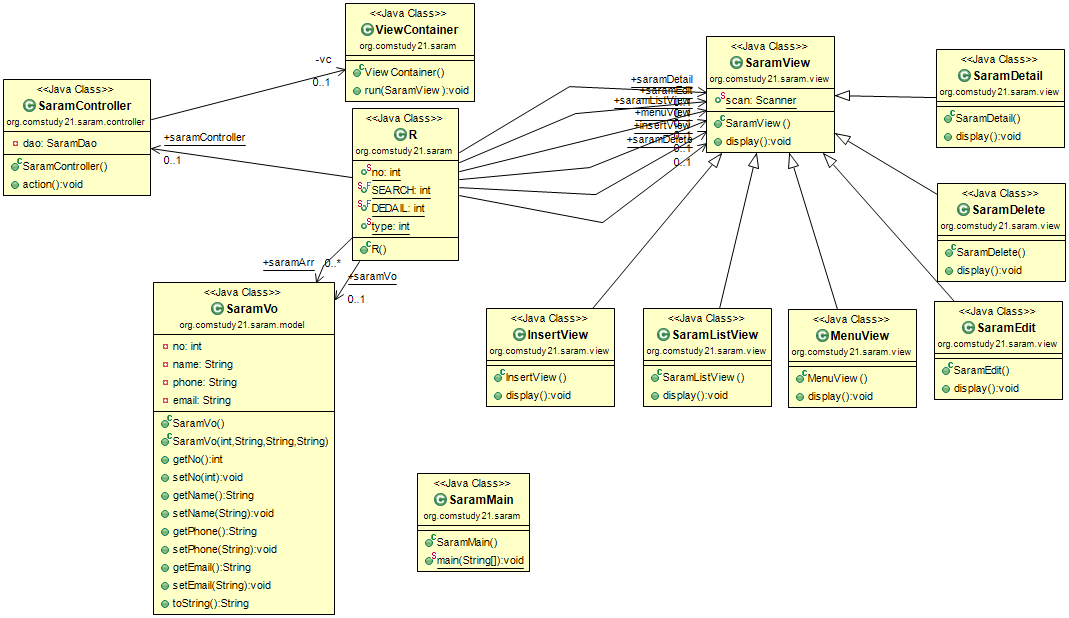 <<Java Class>>
ViewContainer
org.comstudy21.saram
ViewContainer()
run(SaramView):void
-vc
0..1
<<Java Class>>
SaramController
org.comstudy21.saram.controller
dao: SaramDao
SaramController()
action():void
+saramController
0..1
<<Java Class>>
R
org.comstudy21.saram
no: int
SEARCH: int
DEDAIL: int
type: int
R()
+saramDetail
+saramEdit
+saramListView
+menuView
+insertView
+saramDelete
0..1
0..1
<<Java Class>>
SaramView
org.comstudy21.saram.view
scan: Scanner
SaramView()
display():void
<<Java Class>>
SaramDetail
org.comstudy21.saram.view
SaramDetail()
display():void
<<Java Class>>
SaramDelete
org.comstudy21.saram.view
SaramDelete()
display():void
+saramArr
0..*
+saramVo
0..1
<<Java Class>>
SaramVo
org.comstudy21.saram.model
no: int
name: String
phone: String
email: String
SaramVo()
SaramVo(int,String,String,String)
getNo():int
setNo(int):void
getName():String
setName(String):void
getPhone():String
setPhone(String):void
getEmail():String
setEmail(String):void
toString():String
<<Java Class>>
InsertView
org.comstudy21.saram.view
InsertView()
display():void
<<Java Class>>
SaramListView
org.comstudy21.saram.view
SaramListView()
display():void
<<Java Class>>
MenuView
org.comstudy21.saram.view
MenuView()
display():void
<<Java Class>>
SaramEdit
org.comstudy21.saram.view
SaramEdit()
display():void
<<Java Class>>
SaramMain
org.comstudy21.saram
SaramMain()
main(String[]):void